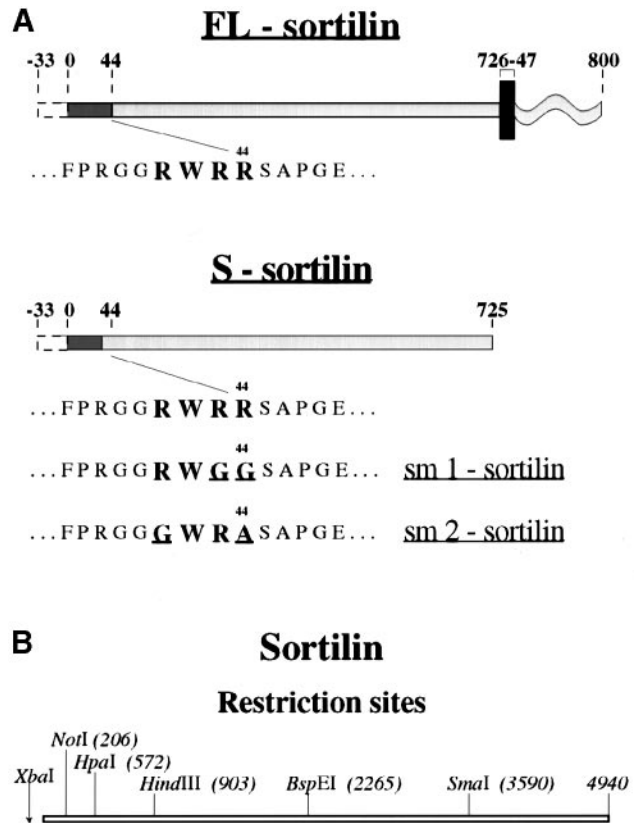 A
FL - sortilin
-33 0 44 726-47 800
44
...FPRGGRWRRSAPGE...
S - sortilin
-33 0 44 725
44
...FPRGGRWRRSAPGE...
44
...FPRGGRWGGSAPGE... sm 1 - sortilin
44
...FPRGGGWRASAPGE... sm 2 - sortilin
B
Sortilin
Restriction sites
NotI (206)
XbaI HpaI (572)
HindIII (903) BspEI (2265) SmaI (3590) 4940